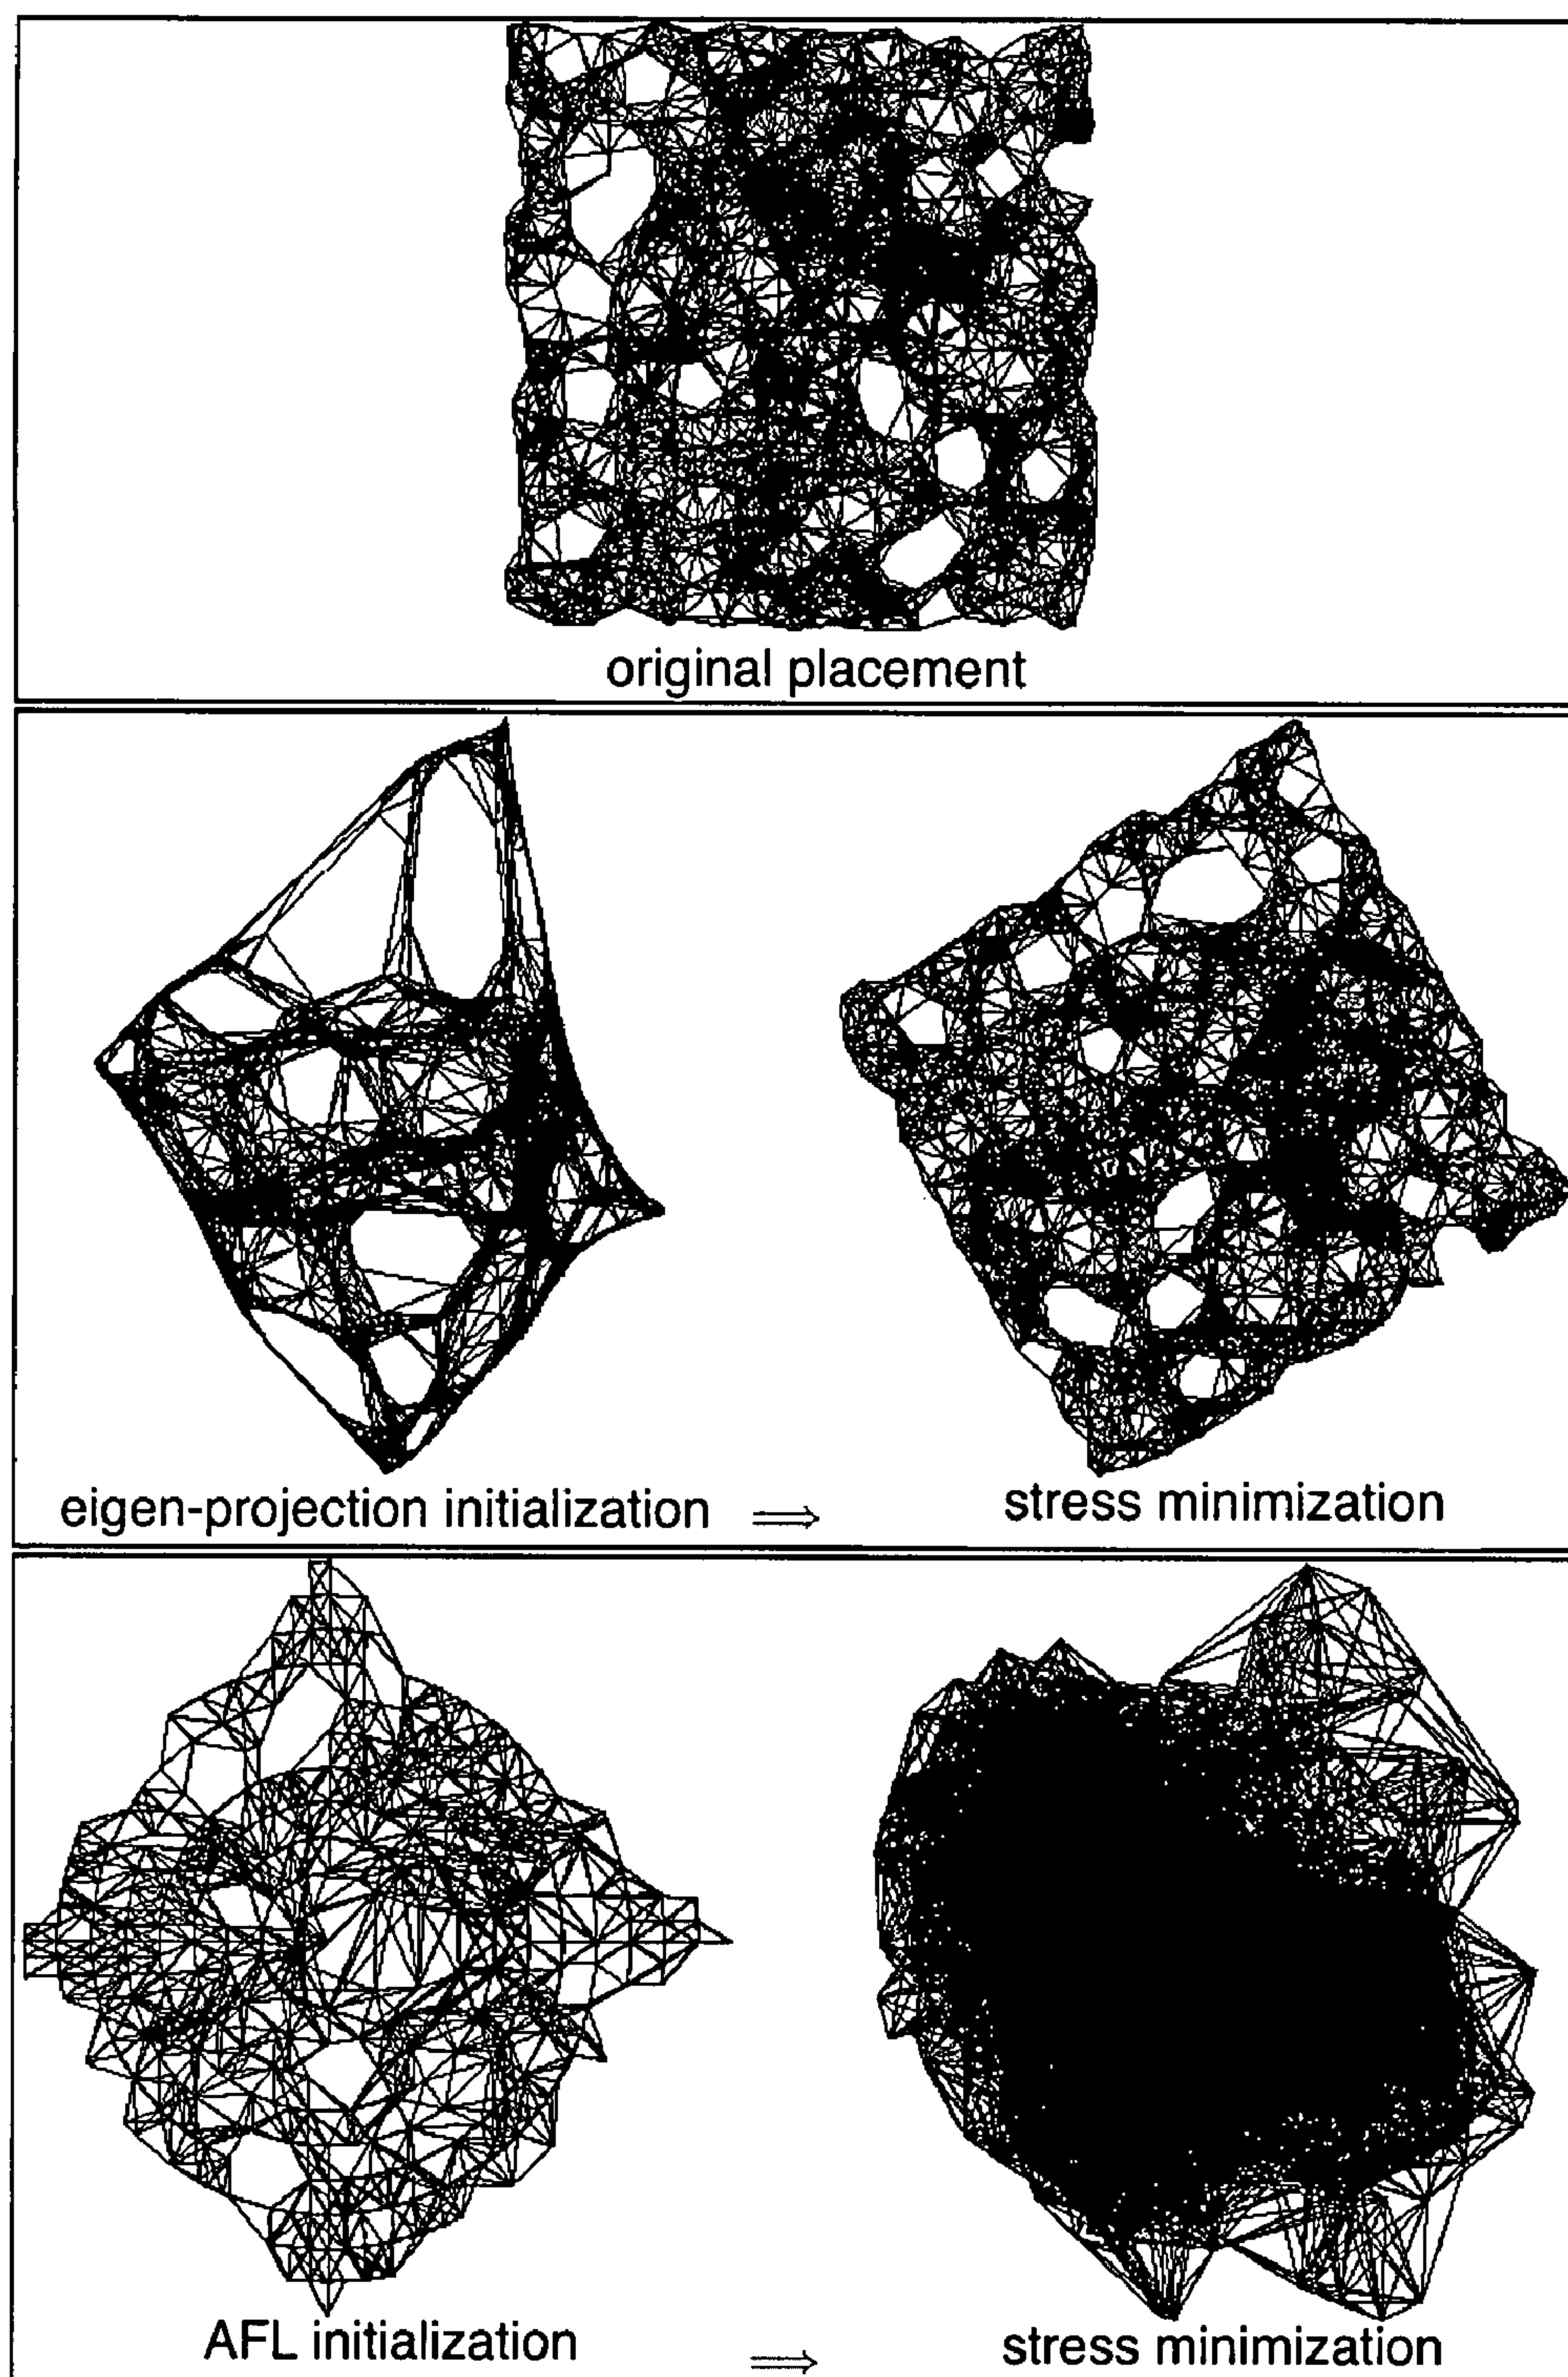 original placement
eigen-projection initialization ⟹ stress minimization
AFL initialization ⟹ stress minimization